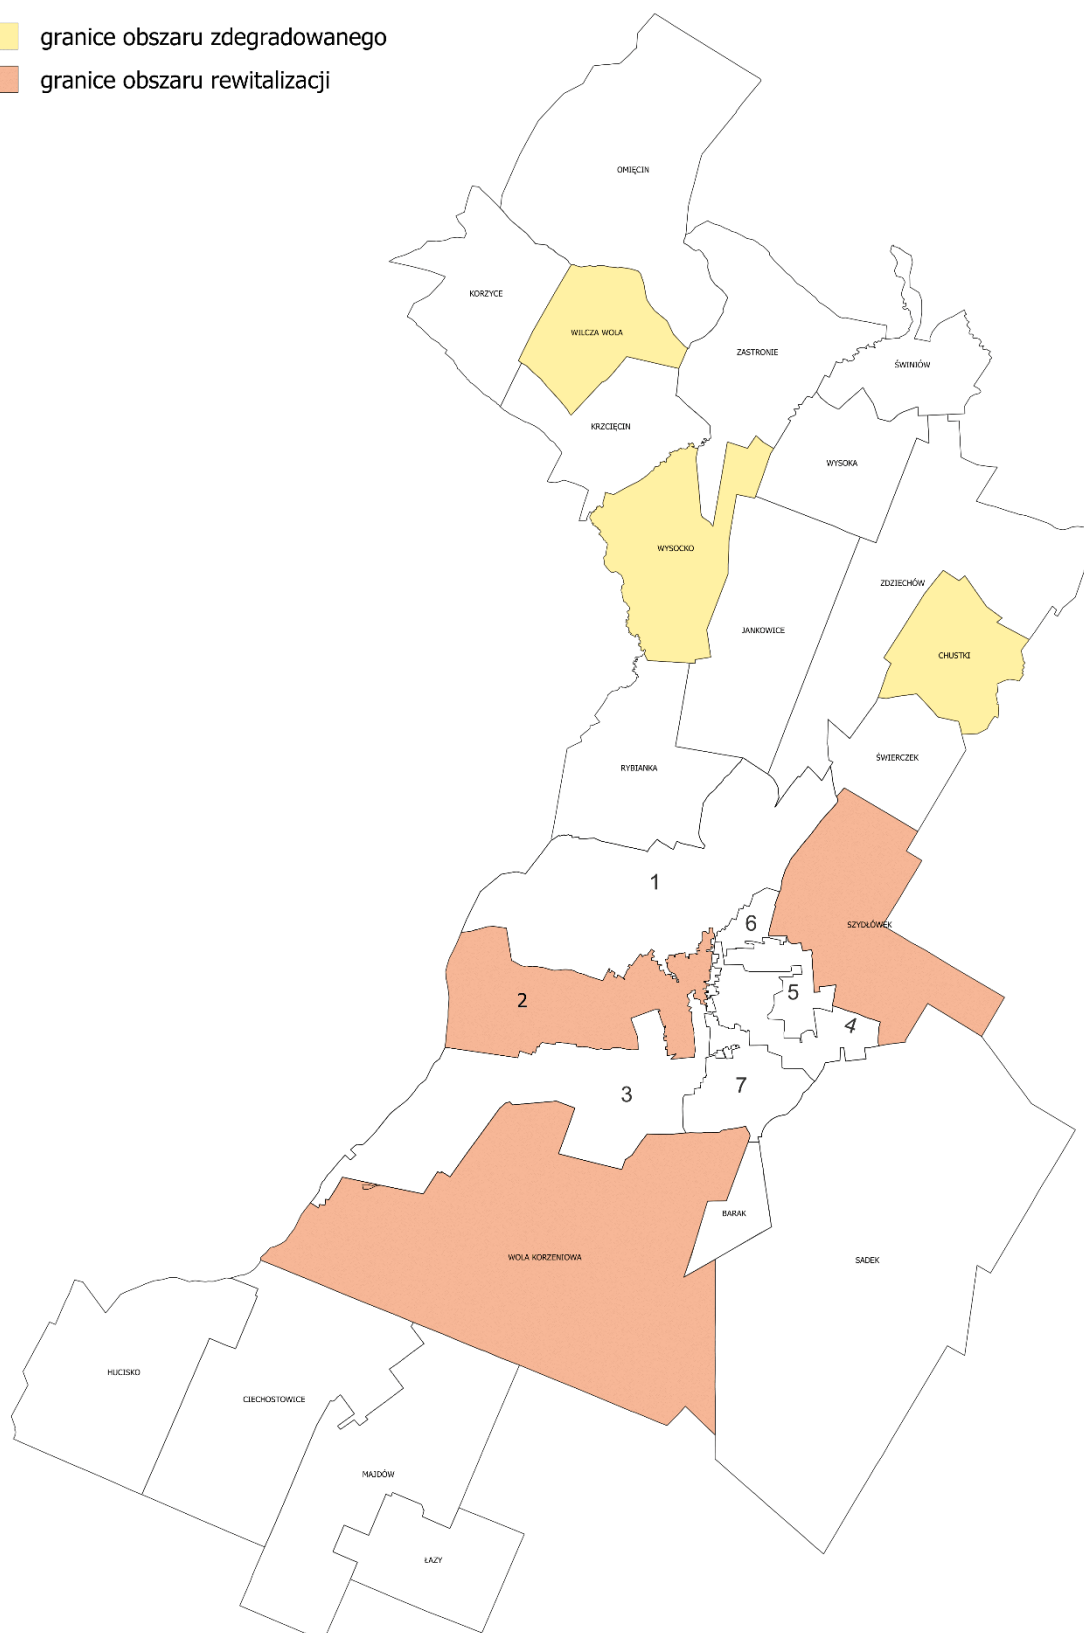 granice obszaru zdegradowanego
granice obszaru rewitalizacji
OMIĘCIN
KORZYCE
WILCZA WOLA
ZASTRONIE
ŚWINIÓW
KRZCIĘCIN
WYSOKA
WYSOCKO
ZDZIECHÓW
JANKOWICE
CHUSTKI
ŚWIERCZEK
RYBIANKA
1
6
SZYDŁÓWEK
2
5
4
3
7
BARAK
WOLA KORZENIOWA
SADEK
HUCISKO
CIECHOSTOWICE
MAJDÓW
ŁAZY